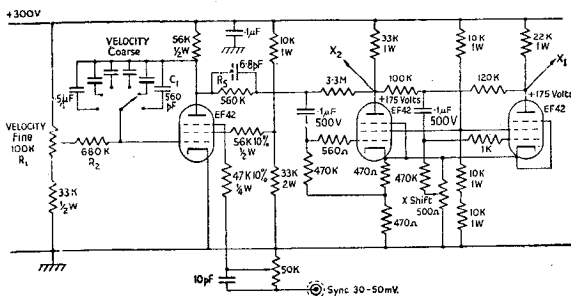 +300V
VELOCITY
Coarse
56K
½W
·1µF
10K
1W
X₂
33K
1W
10K
1W
22K
1W
X₁
6·8pF
R₅
560K
3·3M
100K
120K
+175 Volts
EF42
+175 Volts
EF42
·5µF
C₁
560
pF
EF42
·1µF
500V
·1µF
500V
VELOCITY
Fine
100K
R₁
680K
R₂
56K 10%
½W
560Ω
1K
47K 10%
¼W
33K
2W
470K
470Ω
470K
10K
1W
X Shift
500Ω
33K
½W
470Ω
10K
1W
10pF
50K
Sync 30-50mV.